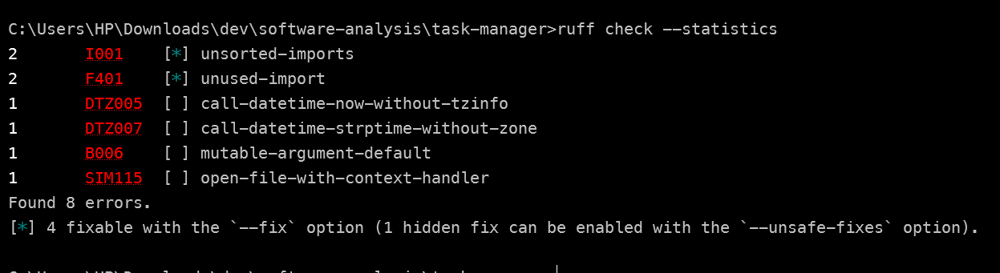 C:\Users\HP\Downloads\dev\software-analysis\task-manager>ruff check --statistics
2 I001 [*] unsorted-imports
2 F401 [*] unused-import
1 DTZ005 [ ] call-datetime-now-without-tzinfo
1 DTZ007 [ ] call-datetime-strptime-without-zone
1 B006 [ ] mutable-argument-default
1 SIM115 [ ] open-file-with-context-handler
Found 8 errors.
[*] 4 fixable with the `--fix` option (1 hidden fix can be enabled with the `--unsafe-fixes` option).